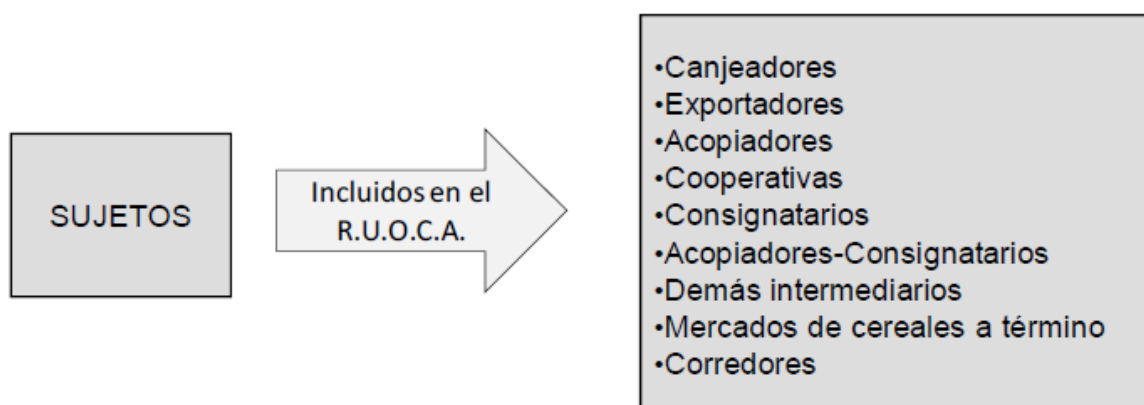 SUJETOS
Incluidos en el
R.U.O.C.A.
•Canjeadores
•Exportadores
•Acopiadores
•Cooperativas
•Consignatarios
•Acopiadores-Consignatarios
•Demás intermediarios
•Mercados de cereales a término
•Corredores